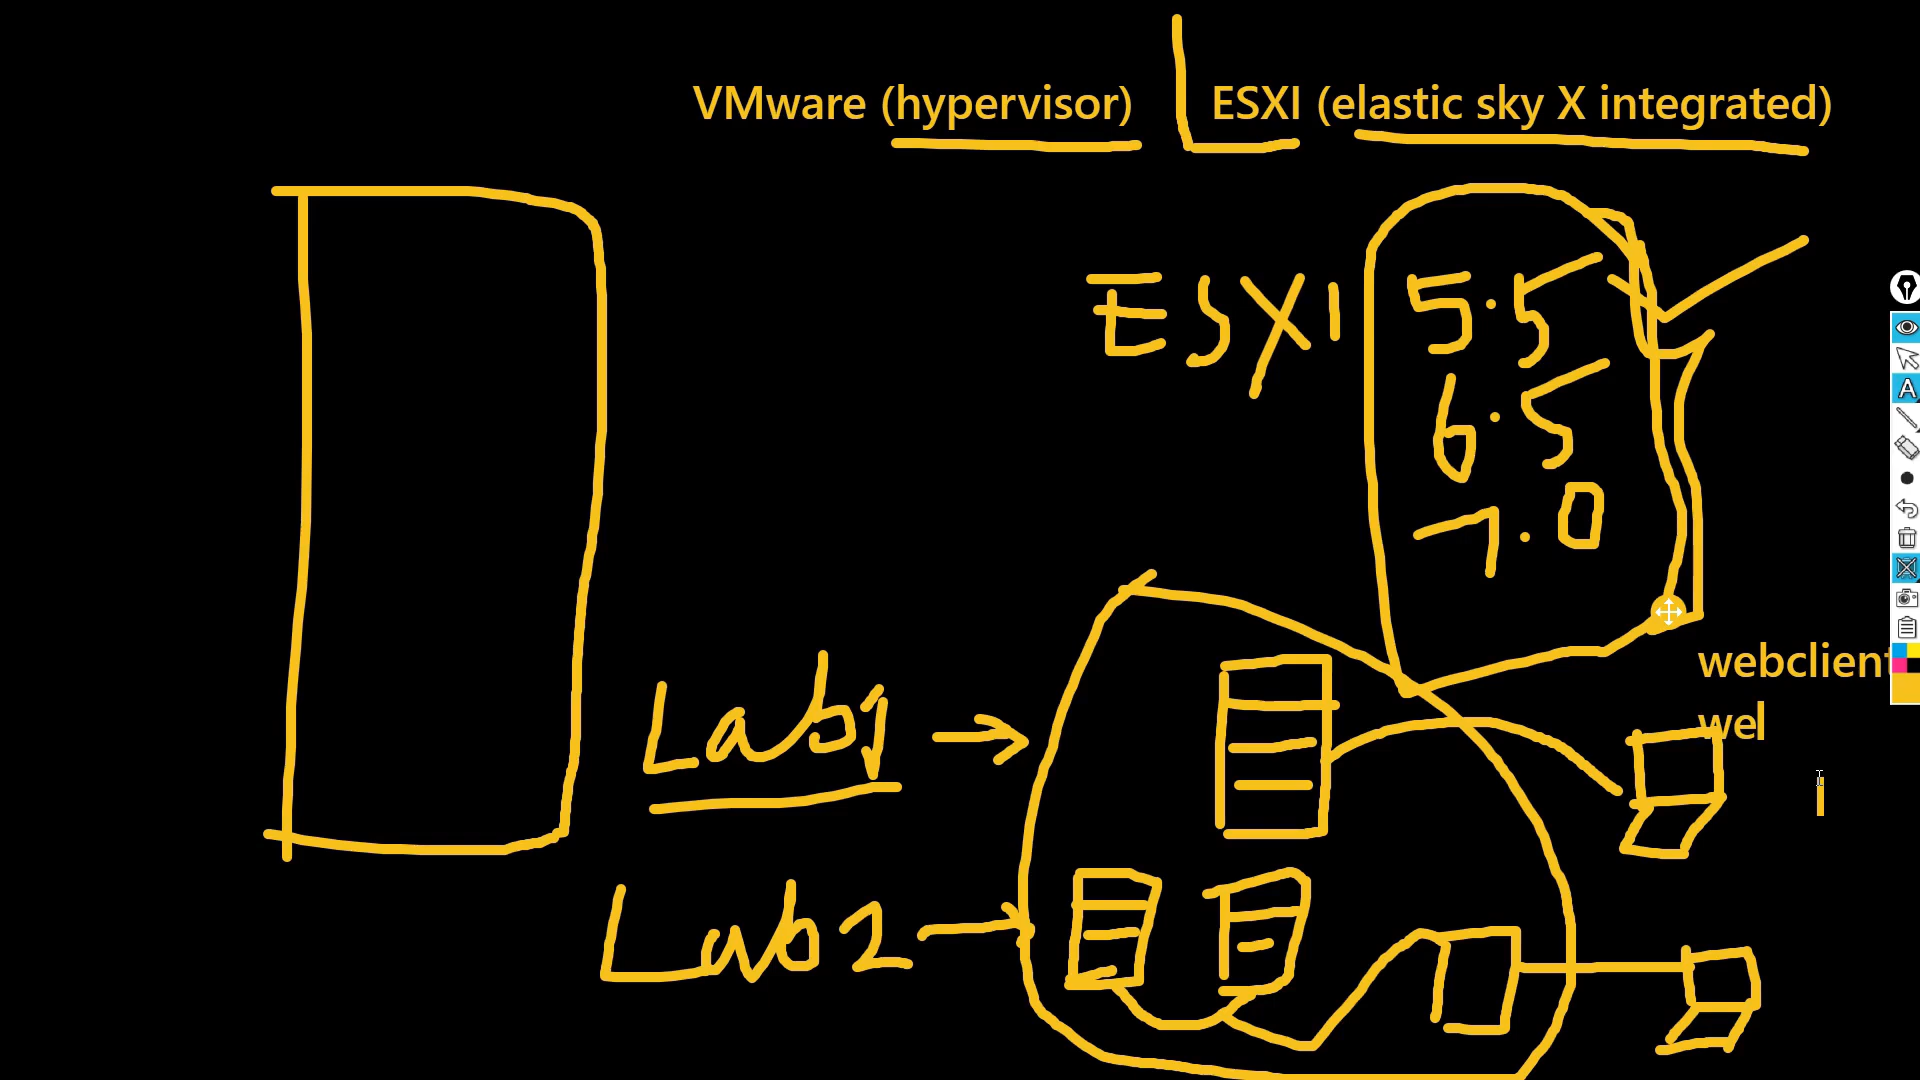 VMware (hypervisor) ESXI (elastic sky X integrated)
ESXI 5.5
6.5
7.0
webclient
wel
Lab1
Lab2